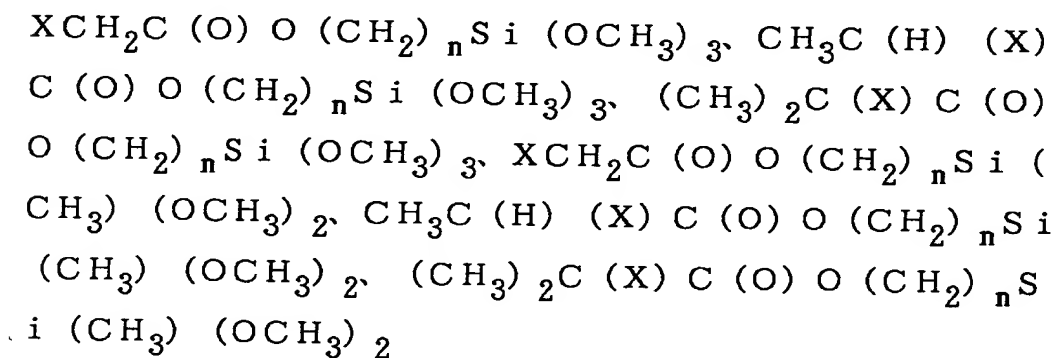 XCH₂C(O)O(CH₂)ₙSi(OCH₃)₃、CH₃C(H)(X)
C(O)O(CH₂)ₙSi(OCH₃)₃、(CH₃)₂C(X)C(O)
O(CH₂)ₙSi(OCH₃)₃、XCH₂C(O)O(CH₂)ₙSi(
CH₃)(OCH₃)₂、CH₃C(H)(X)C(O)O(CH₂)ₙSi
(CH₃)(OCH₃)₂、(CH₃)₂C(X)C(O)O(CH₂)ₙS
i(CH₃)(OCH₃)₂